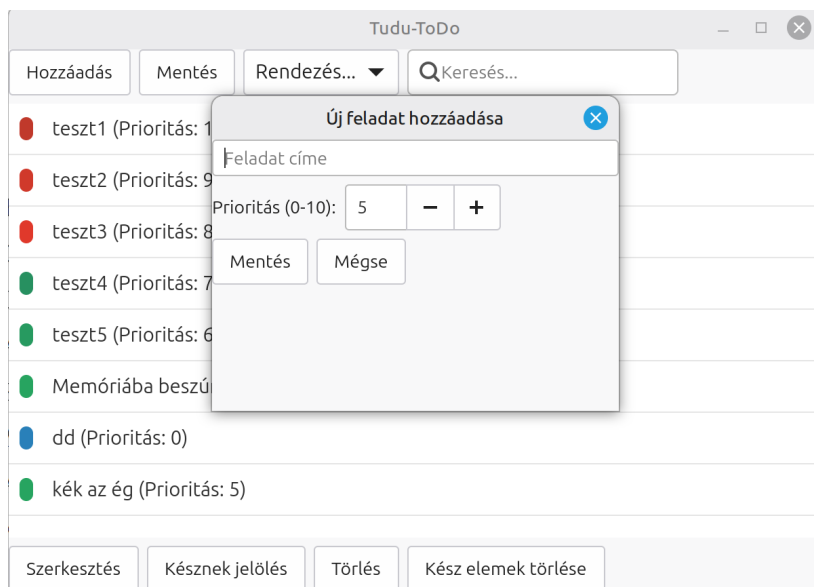 Tudu-ToDo
Hozzáadás Mentés Rendezés... Keresés...
Új feladat hozzáadása
Feladat címe
Prioritás (0-10): 5
Mentés Mégse
teszt1 (Prioritás: 1
teszt2 (Prioritás: 9
teszt3 (Prioritás: 8
teszt4 (Prioritás: 7
teszt5 (Prioritás: 6
Memóriába beszú
dd (Prioritás: 0)
kék az ég (Prioritás: 5)
Szerkesztés Késznek jelölés Törlés Kész elemek törlése